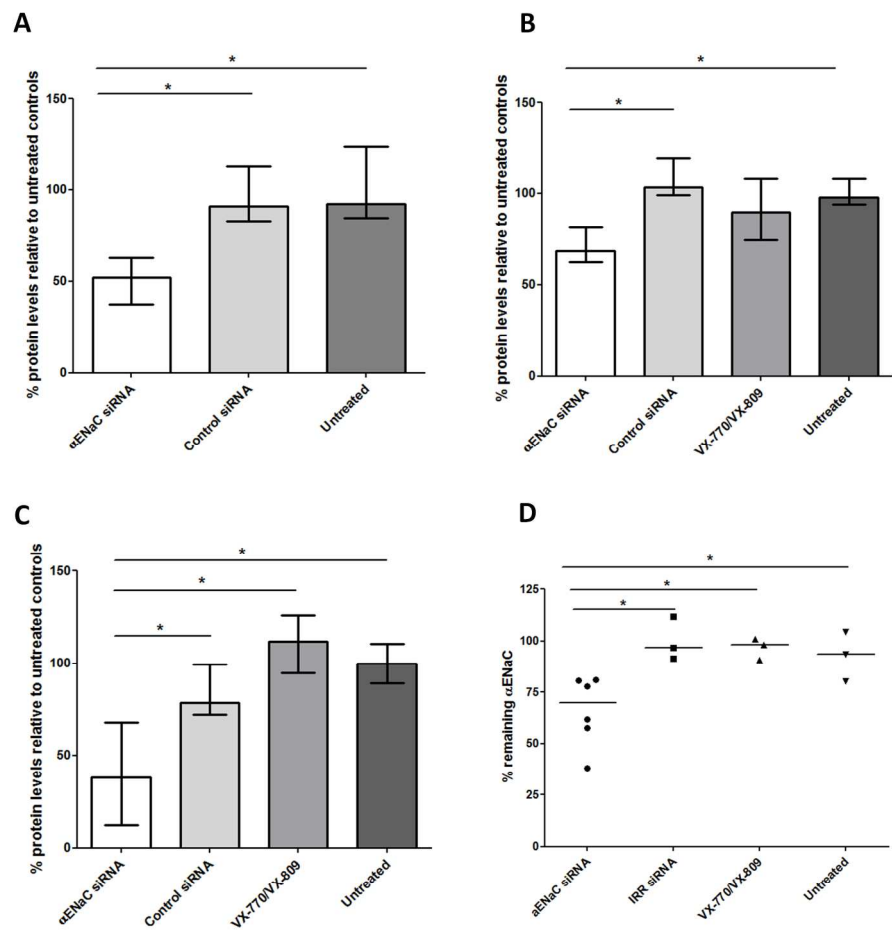 A
% protein levels relative to untreated controls
150
100
50
0
*
*
αENaC siRNA
Control siRNA
Untreated
B
% protein levels relative to untreated controls
150
100
50
0
*
*
αENaC siRNA
Control siRNA
VX-770/VX-809
Untreated
C
% protein levels relative to untreated controls
150
100
50
0
*
*
*
αENaC siRNA
Control siRNA
VX-770/VX-809
Untreated
D
% remaining αENaC
125
100
75
50
25
0
*
*
*
aENaC siRNA
IRR siRNA
VX-770/VX-809
Untreated